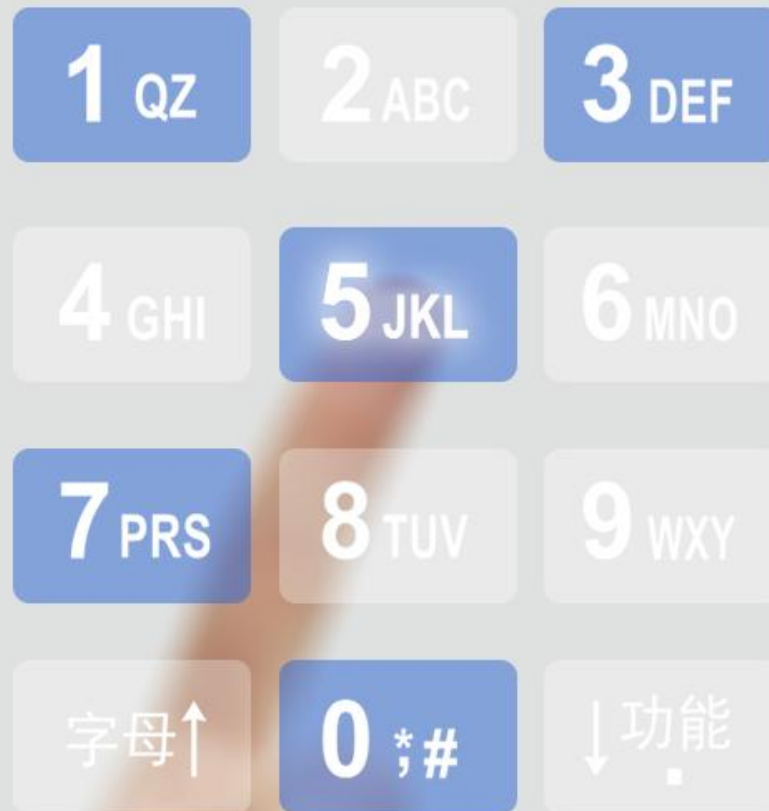 1 QZ 2 ABC 3 DEF
4 GHI 5 JKL 6 MNO
7 PRS 8 TUV 9 WXY
字母↑ 0 *;# ↓功能.